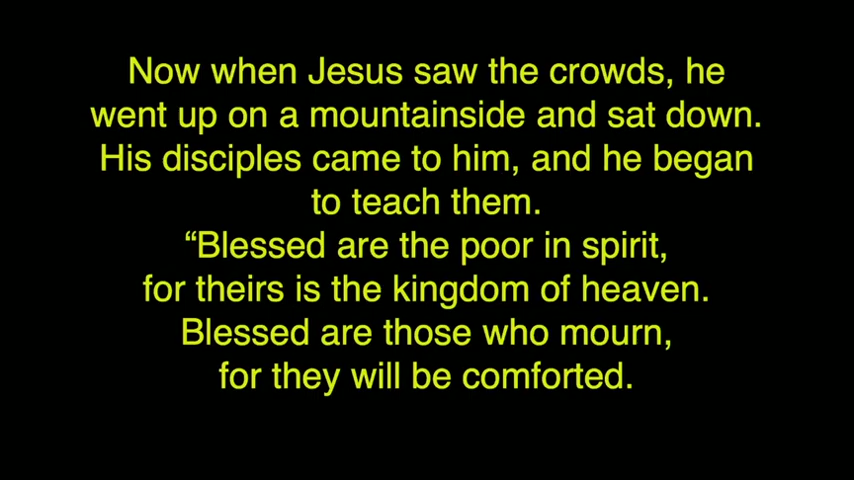 Now when Jesus saw the crowds, he
went up on a mountainside and sat down.
His disciples came to him, and he began
to teach them.
“Blessed are the poor in spirit,
for theirs is the kingdom of heaven.
Blessed are those who mourn,
for they will be comforted.